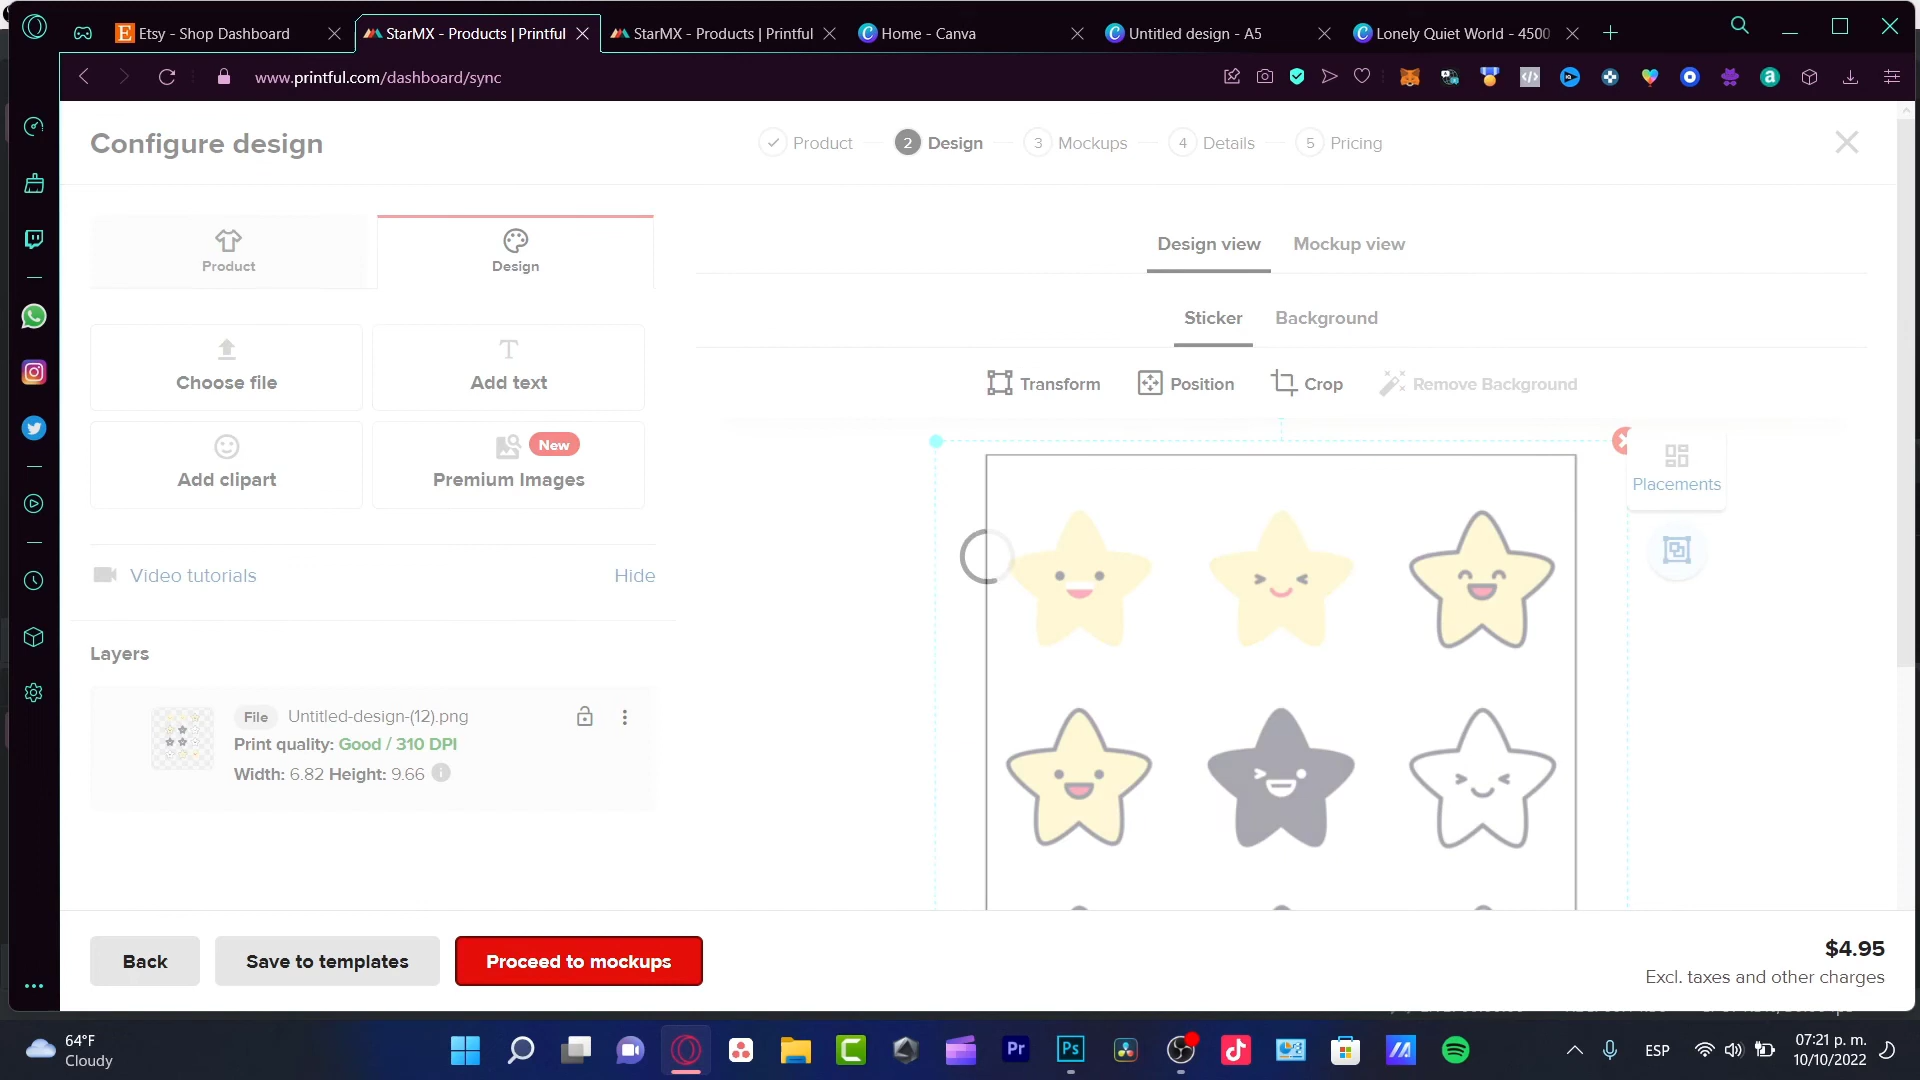 Etsy - Shop Dashboard
StarMX - Products | Printful
StarMX - Products | Printful
Home - Canva
Untitled design - A5
Lonely Quiet World - 4500
www.printful.com/dashboard/sync
Configure design
Product
2 Design
3 Mockups
4 Details
5 Pricing
Product
Design
Design view
Mockup view
Sticker
Background
Transform
Position
Crop
Remove Background
Choose file
Add text
Add clipart
New
Premium Images
Placements
Video tutorials
Hide
Layers
File Untitled-design-(12).png
Print quality: Good / 310 DPI
Width: 6.82 Height: 9.66
Back
Save to templates
Proceed to mockups
$4.95
Excl. taxes and other charges
64°F
Cloudy
Pr
Ps
ESP
07:21 p. m.
10/10/2022